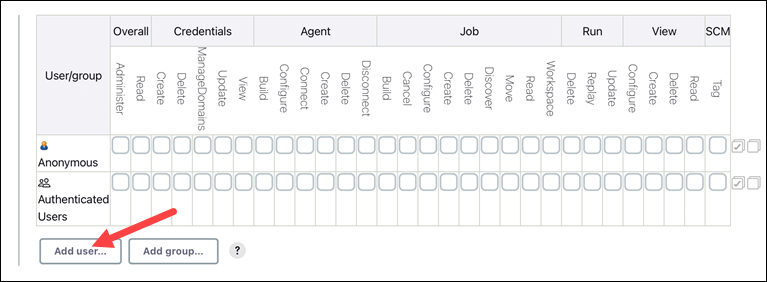 Overall Credentials Agent Job Run View SCM
User/group
Administer
Read
Create
Delete
ManageDomains
Update
View
Build
Configure
Connect
Create
Delete
Disconnect
Build
Cancel
Configure
Create
Delete
Discover
Move
Read
Workspace
Delete
Replay
Update
Configure
Create
Delete
Read
Tag
Anonymous
Authenticated
Users
Add user... Add group... ?